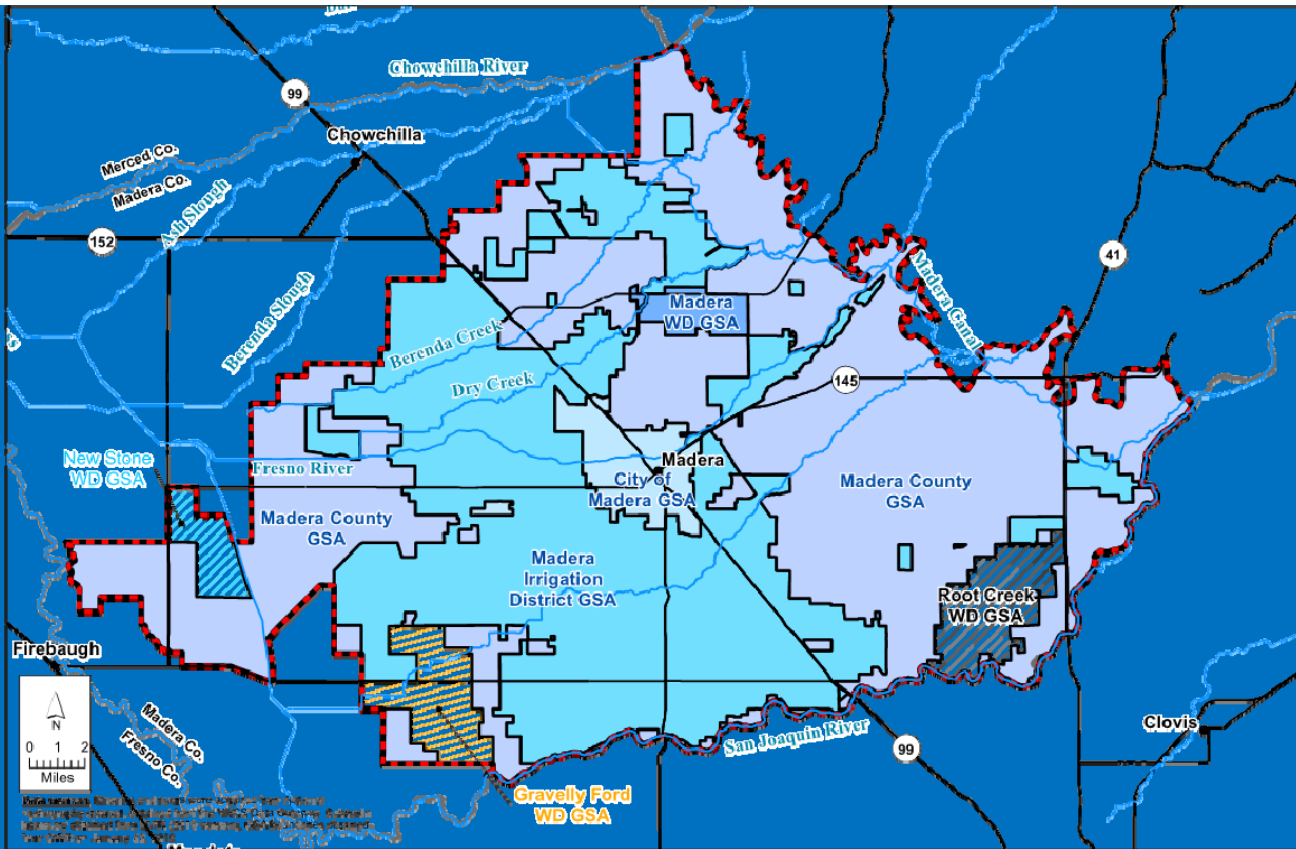 Chowchilla River
99
Chowchilla
Merced Co.
Madera Co.
Ash Slough
152
41
Madera Canal
Berenda Slough
Madera
WD GSA
Berenda Creek
Dry Creek
145
New Stone
WD GSA
Fresno River
Madera
City of
Madera GSA
Madera County
GSA
Madera County
GSA
Madera
Irrigation
District GSA
Root Creek
WD GSA
Firebaugh
N
0 1 2
Miles
Madera Co.
Fresno Co.
San Joaquin River
99
Clovis
Gravelly Ford
WD GSA